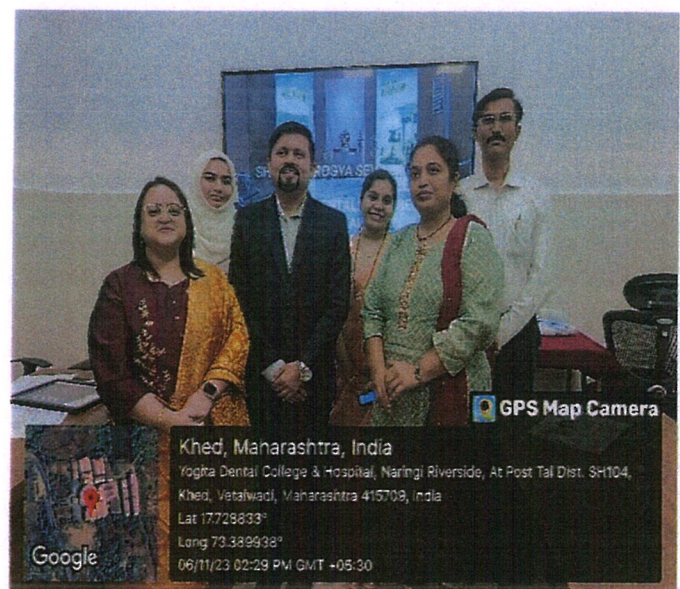 GPS Map Camera
Khed, Maharashtra, India
Yogita Dental College & Hospital, Naringi Riverside, At Post Tal Dist. SH104,
Khed, Vetalwadi, Maharashtra 415709, India
Lat 17.728833°
Long 73.389938°
06/11/23 02:29 PM GMT +05:30
Google